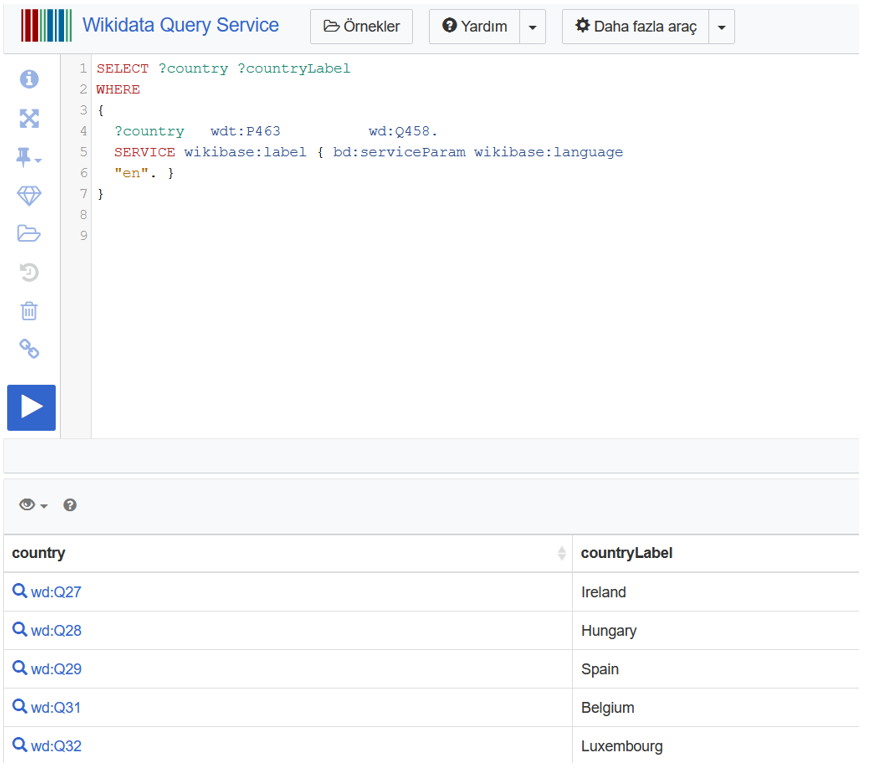 Wikidata Query Service Örnekler Yardım Daha fazla araç
1 SELECT ?country ?countryLabel
2 WHERE
3 {
4 ?country wdt:P463 wd:Q458.
5 SERVICE wikibase:label { bd:serviceParam wikibase:language
6 "en". }
7 }
8
9
country countryLabel
wd:Q27 Ireland
wd:Q28 Hungary
wd:Q29 Spain
wd:Q31 Belgium
wd:Q32 Luxembourg